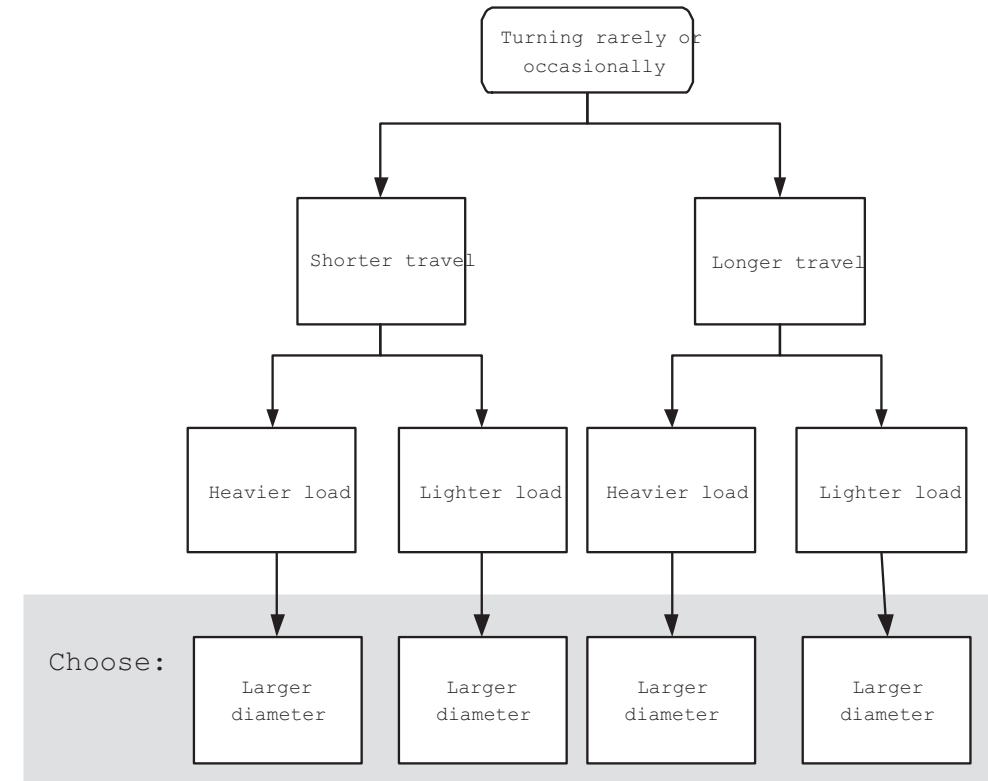 Turning rarely or
occasionally
Shorter travel
Longer travel
Heavier load
Lighter load
Heavier load
Lighter load
Choose:
Larger
diameter
Larger
diameter
Larger
diameter
Larger
diameter